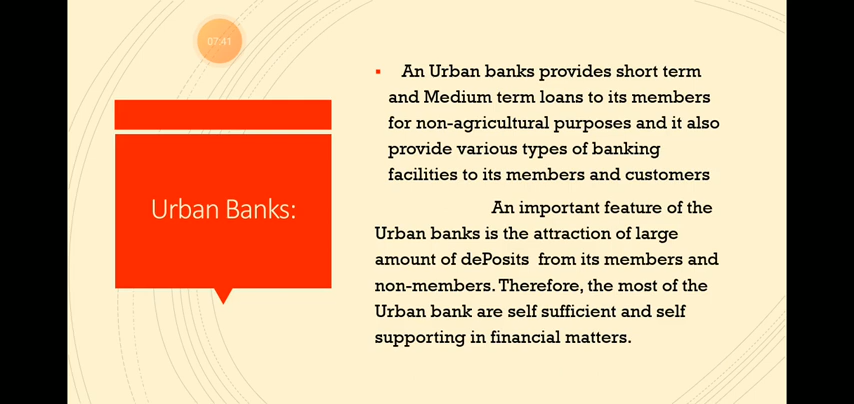 07:41
Urban Banks:
▪ An Urban banks provides short term
and Medium term loans to its members
for non-agricultural purposes and it also
provide various types of banking
facilities to its members and customers
An important feature of the
Urban banks is the attraction of large
amount of dePosits from its members and
non-members. Therefore, the most of the
Urban bank are self sufficient and self
supporting in financial matters.